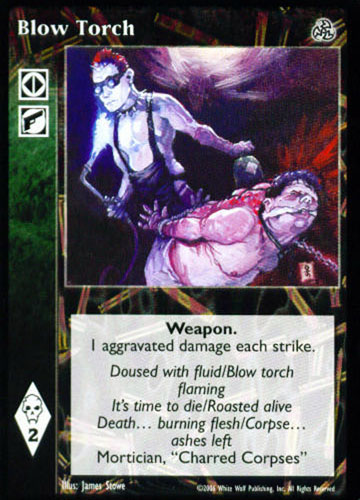 Blow Torch
Weapon.
1 aggravated damage each strike.
Doused with fluid/Blow torch
flaming
It's time to die/Roasted alive
Death... burning flesh/Corpse...
ashes left
Mortician, "Charred Corpses"
2
Illus: James Stowe
©2006 White Wolf Publishing, Inc. All Rights Reserved